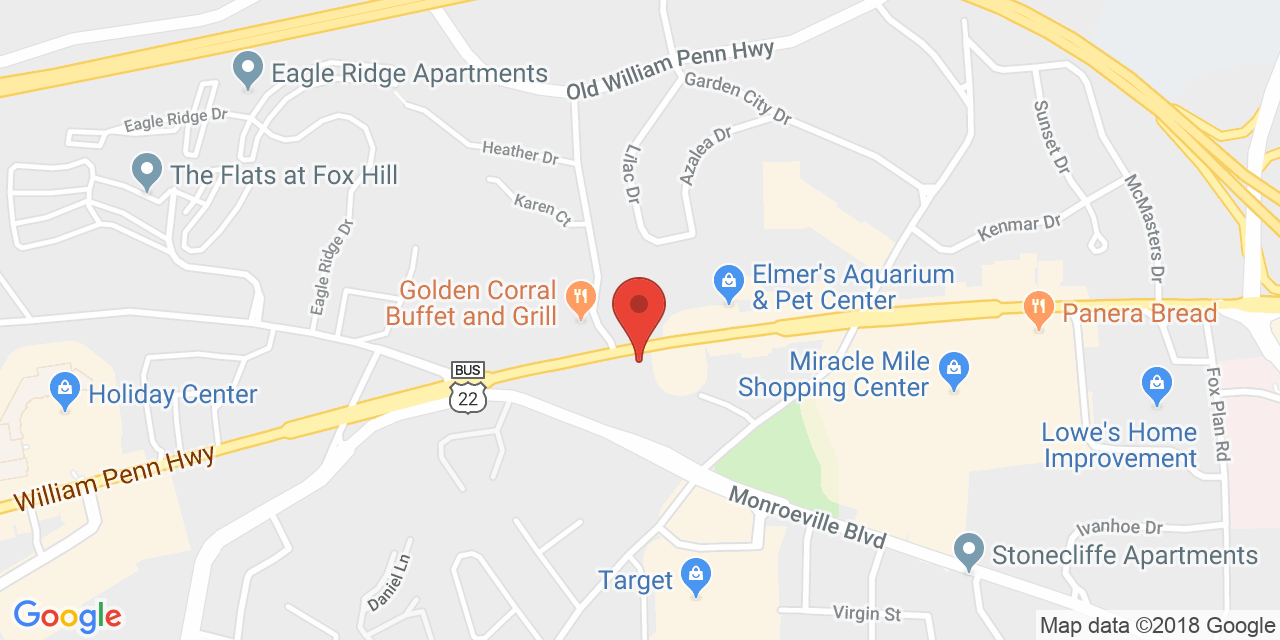 Old William Penn Hwy
Eagle Ridge Apartments
Garden City Dr
Eagle Ridge Dr
Heather Dr
Azalea Dr
Lilac Dr
Sunset Dr
The Flats at Fox Hill
McMasters Dr
Karen Ct
Kenmar Dr
Eagle Ridge Dr
Elmer's Aquarium
& Pet Center
Golden Corral
Buffet and Grill
Panera Bread
Miracle Mile
Shopping Center
BUS
22
Holiday Center
Fox Plan Rd
Lowe's Home
Improvement
William Penn Hwy
Monroeville Blvd
Ivanhoe Dr
Stonecliffe Apartments
Daniel Ln
Target
Virgin St
Google
Map data ©2018 Google